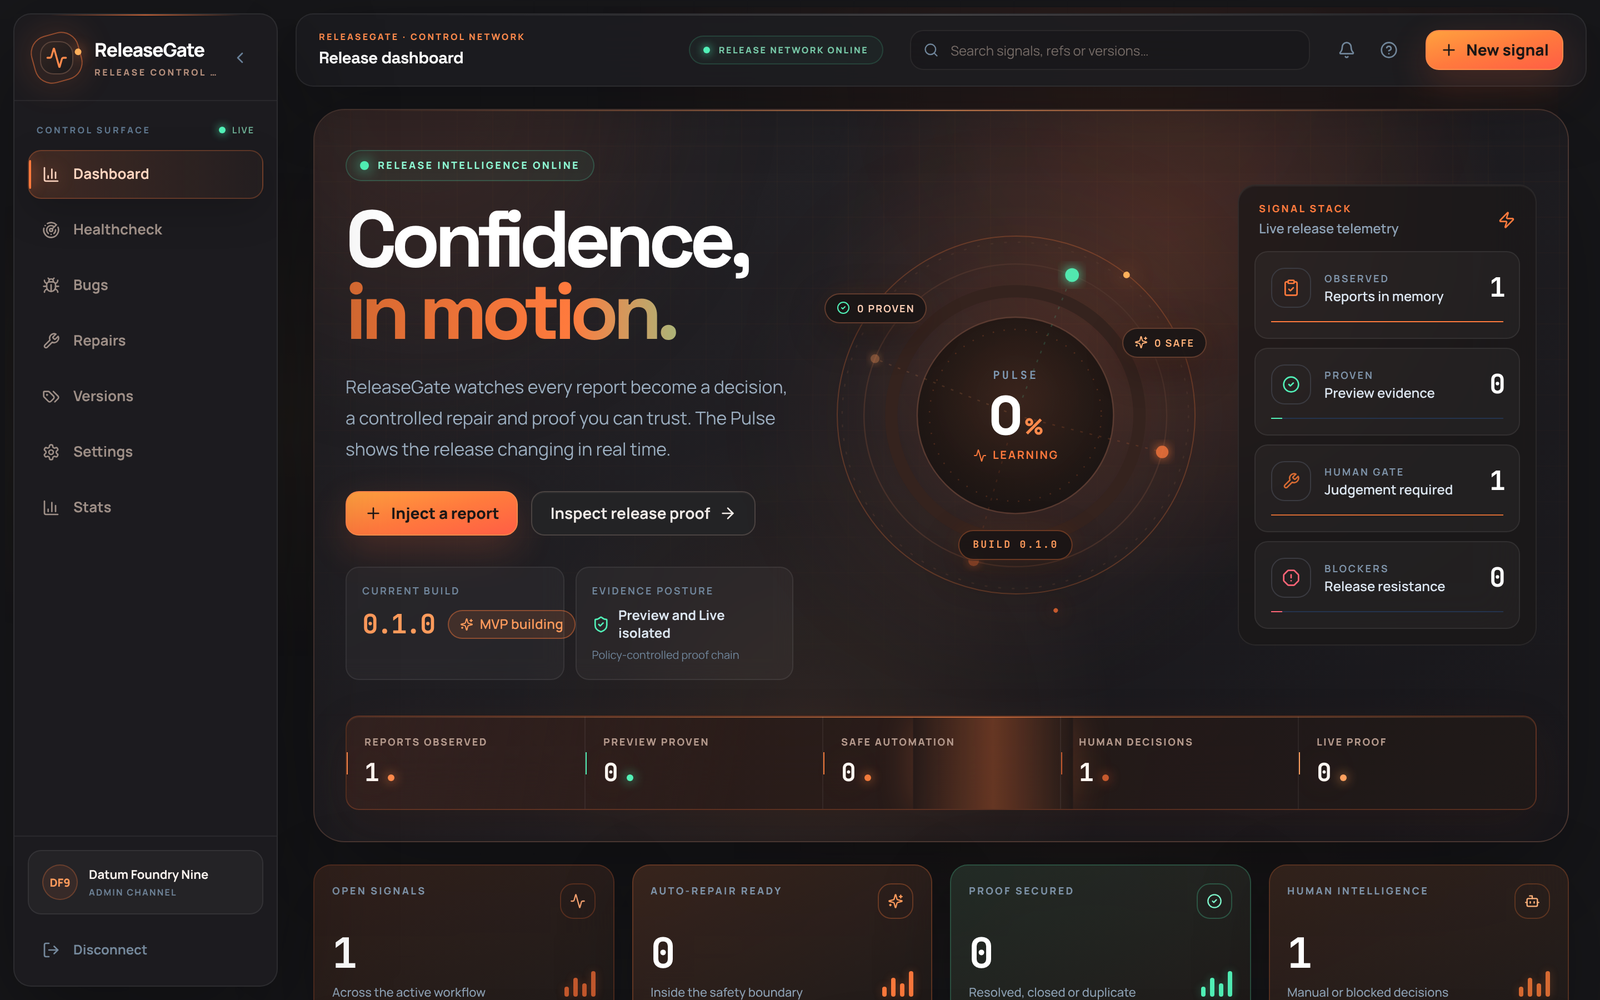 ReleaseGate
RELEASE CONTROL …
CONTROL SURFACE
LIVE
Dashboard
Healthcheck
Bugs
Repairs
Versions
Settings
Stats
DF9
Datum Foundry Nine
ADMIN CHANNEL
Disconnect
RELEASEGATE · CONTROL NETWORK
Release dashboard
RELEASE NETWORK ONLINE
Search signals, refs or versions...
New signal
RELEASE INTELLIGENCE ONLINE
Confidence,
in motion.
ReleaseGate watches every report become a decision,
a controlled repair and proof you can trust. The Pulse
shows the release changing in real time.
Inject a report
Inspect release proof
CURRENT BUILD
0.1.0
MVP building
EVIDENCE POSTURE
Preview and Live
isolated
Policy-controlled proof chain
0 PROVEN
0 SAFE
PULSE
0%
LEARNING
BUILD 0.1.0
SIGNAL STACK
Live release telemetry
OBSERVED
Reports in memory
1
PROVEN
Preview evidence
0
HUMAN GATE
Judgement required
1
BLOCKERS
Release resistance
0
REPORTS OBSERVED
1
PREVIEW PROVEN
0
SAFE AUTOMATION
0
HUMAN DECISIONS
1
LIVE PROOF
0
OPEN SIGNALS
1
Across the active workflow
AUTO-REPAIR READY
0
Inside the safety boundary
PROOF SECURED
0
Resolved, closed or duplicate
HUMAN INTELLIGENCE
1
Manual or blocked decisions